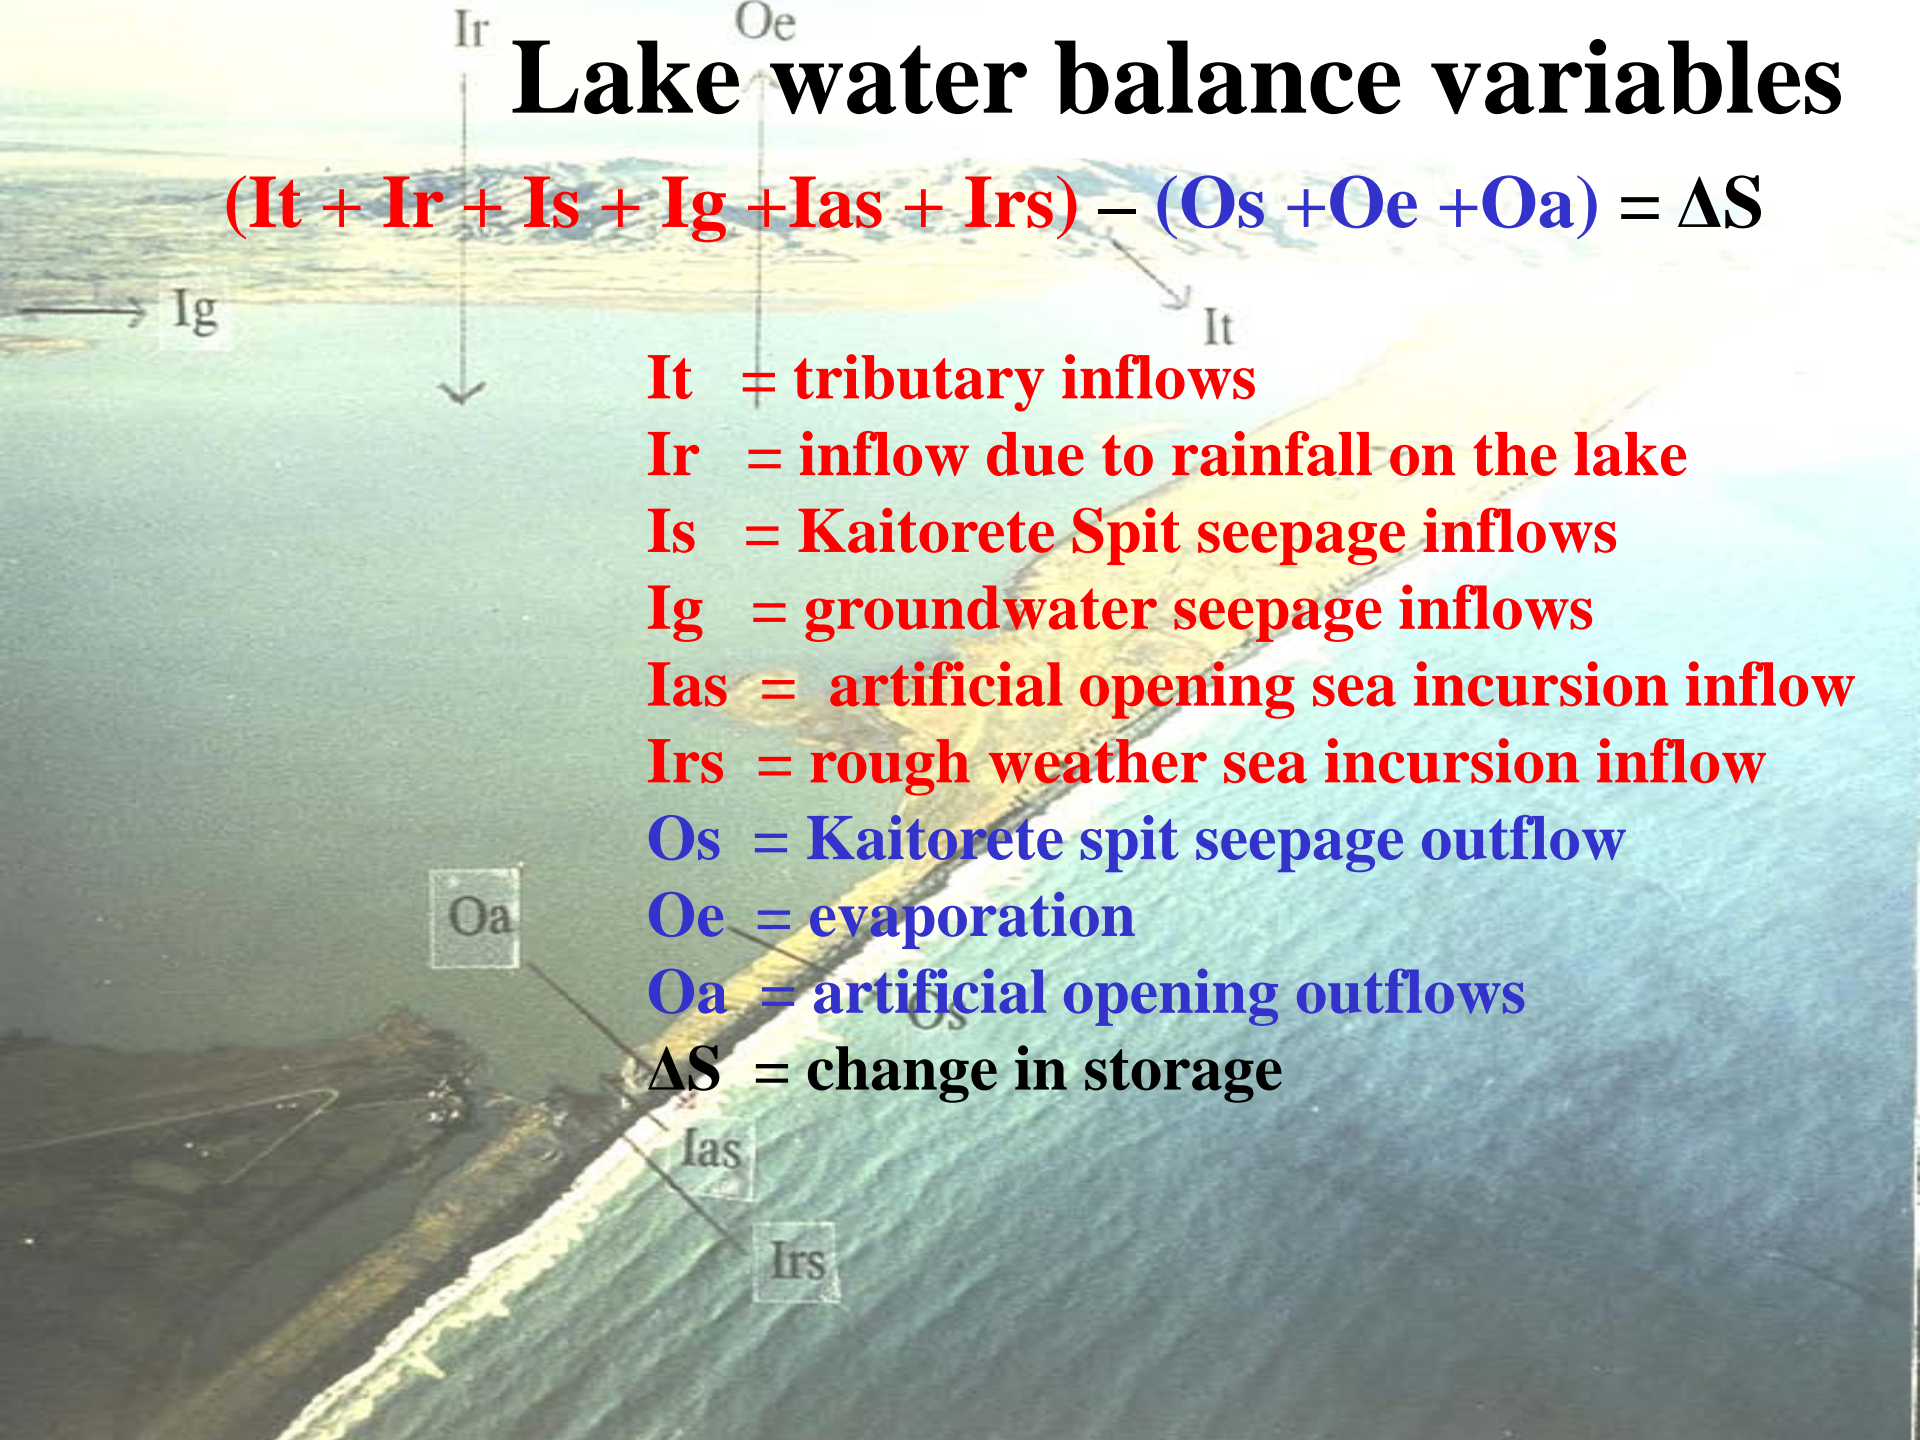 Ir
Oe
Lake water balance variables
(It + Ir + Is + Ig +Ias + Irs) – (Os +Oe +Oa) = ΔS
Ig
It
It = tributary inflows
Ir = inflow due to rainfall on the lake
Is = Kaitorete Spit seepage inflows
Ig = groundwater seepage inflows
Ias = artificial opening sea incursion inflow
Irs = rough weather sea incursion inflow
Os = Kaitorete spit seepage outflow
Oa
Oe = evaporation
Oa = artificial opening outflows
Os
ΔS = change in storage
Ias
Irs